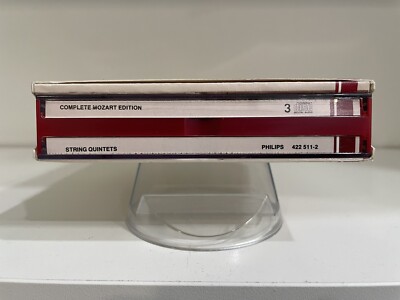 COMPLETE MOZART EDITION 3
STRING QUINTETS PHILIPS 422 511-2